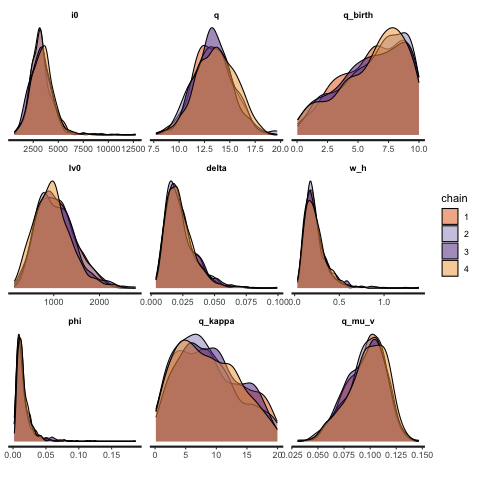 i0 q q_birth
2500 5000 7500 10000 12500 7.5 10.0 12.5 15.0 17.5 20.0 0.0 2.5 5.0 7.5 10.0
lv0 delta w_h
1000 2000 0.000 0.025 0.050 0.075 0.100 0.0 0.5 1.0
chain
1
2
3
4
phi q_kappa q_mu_v
0.00 0.05 0.10 0.15 0 5 10 15 20 0.025 0.050 0.075 0.100 0.125 0.150